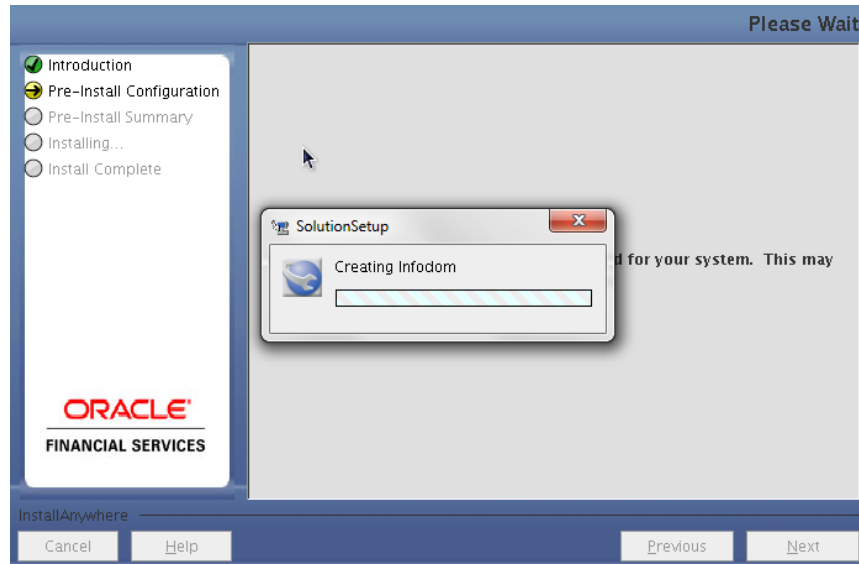 Please Wait
Introduction
Pre-Install Configuration
Pre-Install Summary
Installing...
Install Complete
SolutionSetup
Creating Infodom
d for your system. This may
ORACLE
FINANCIAL SERVICES
InstallAnywhere
Cancel
Help
Previous
Next